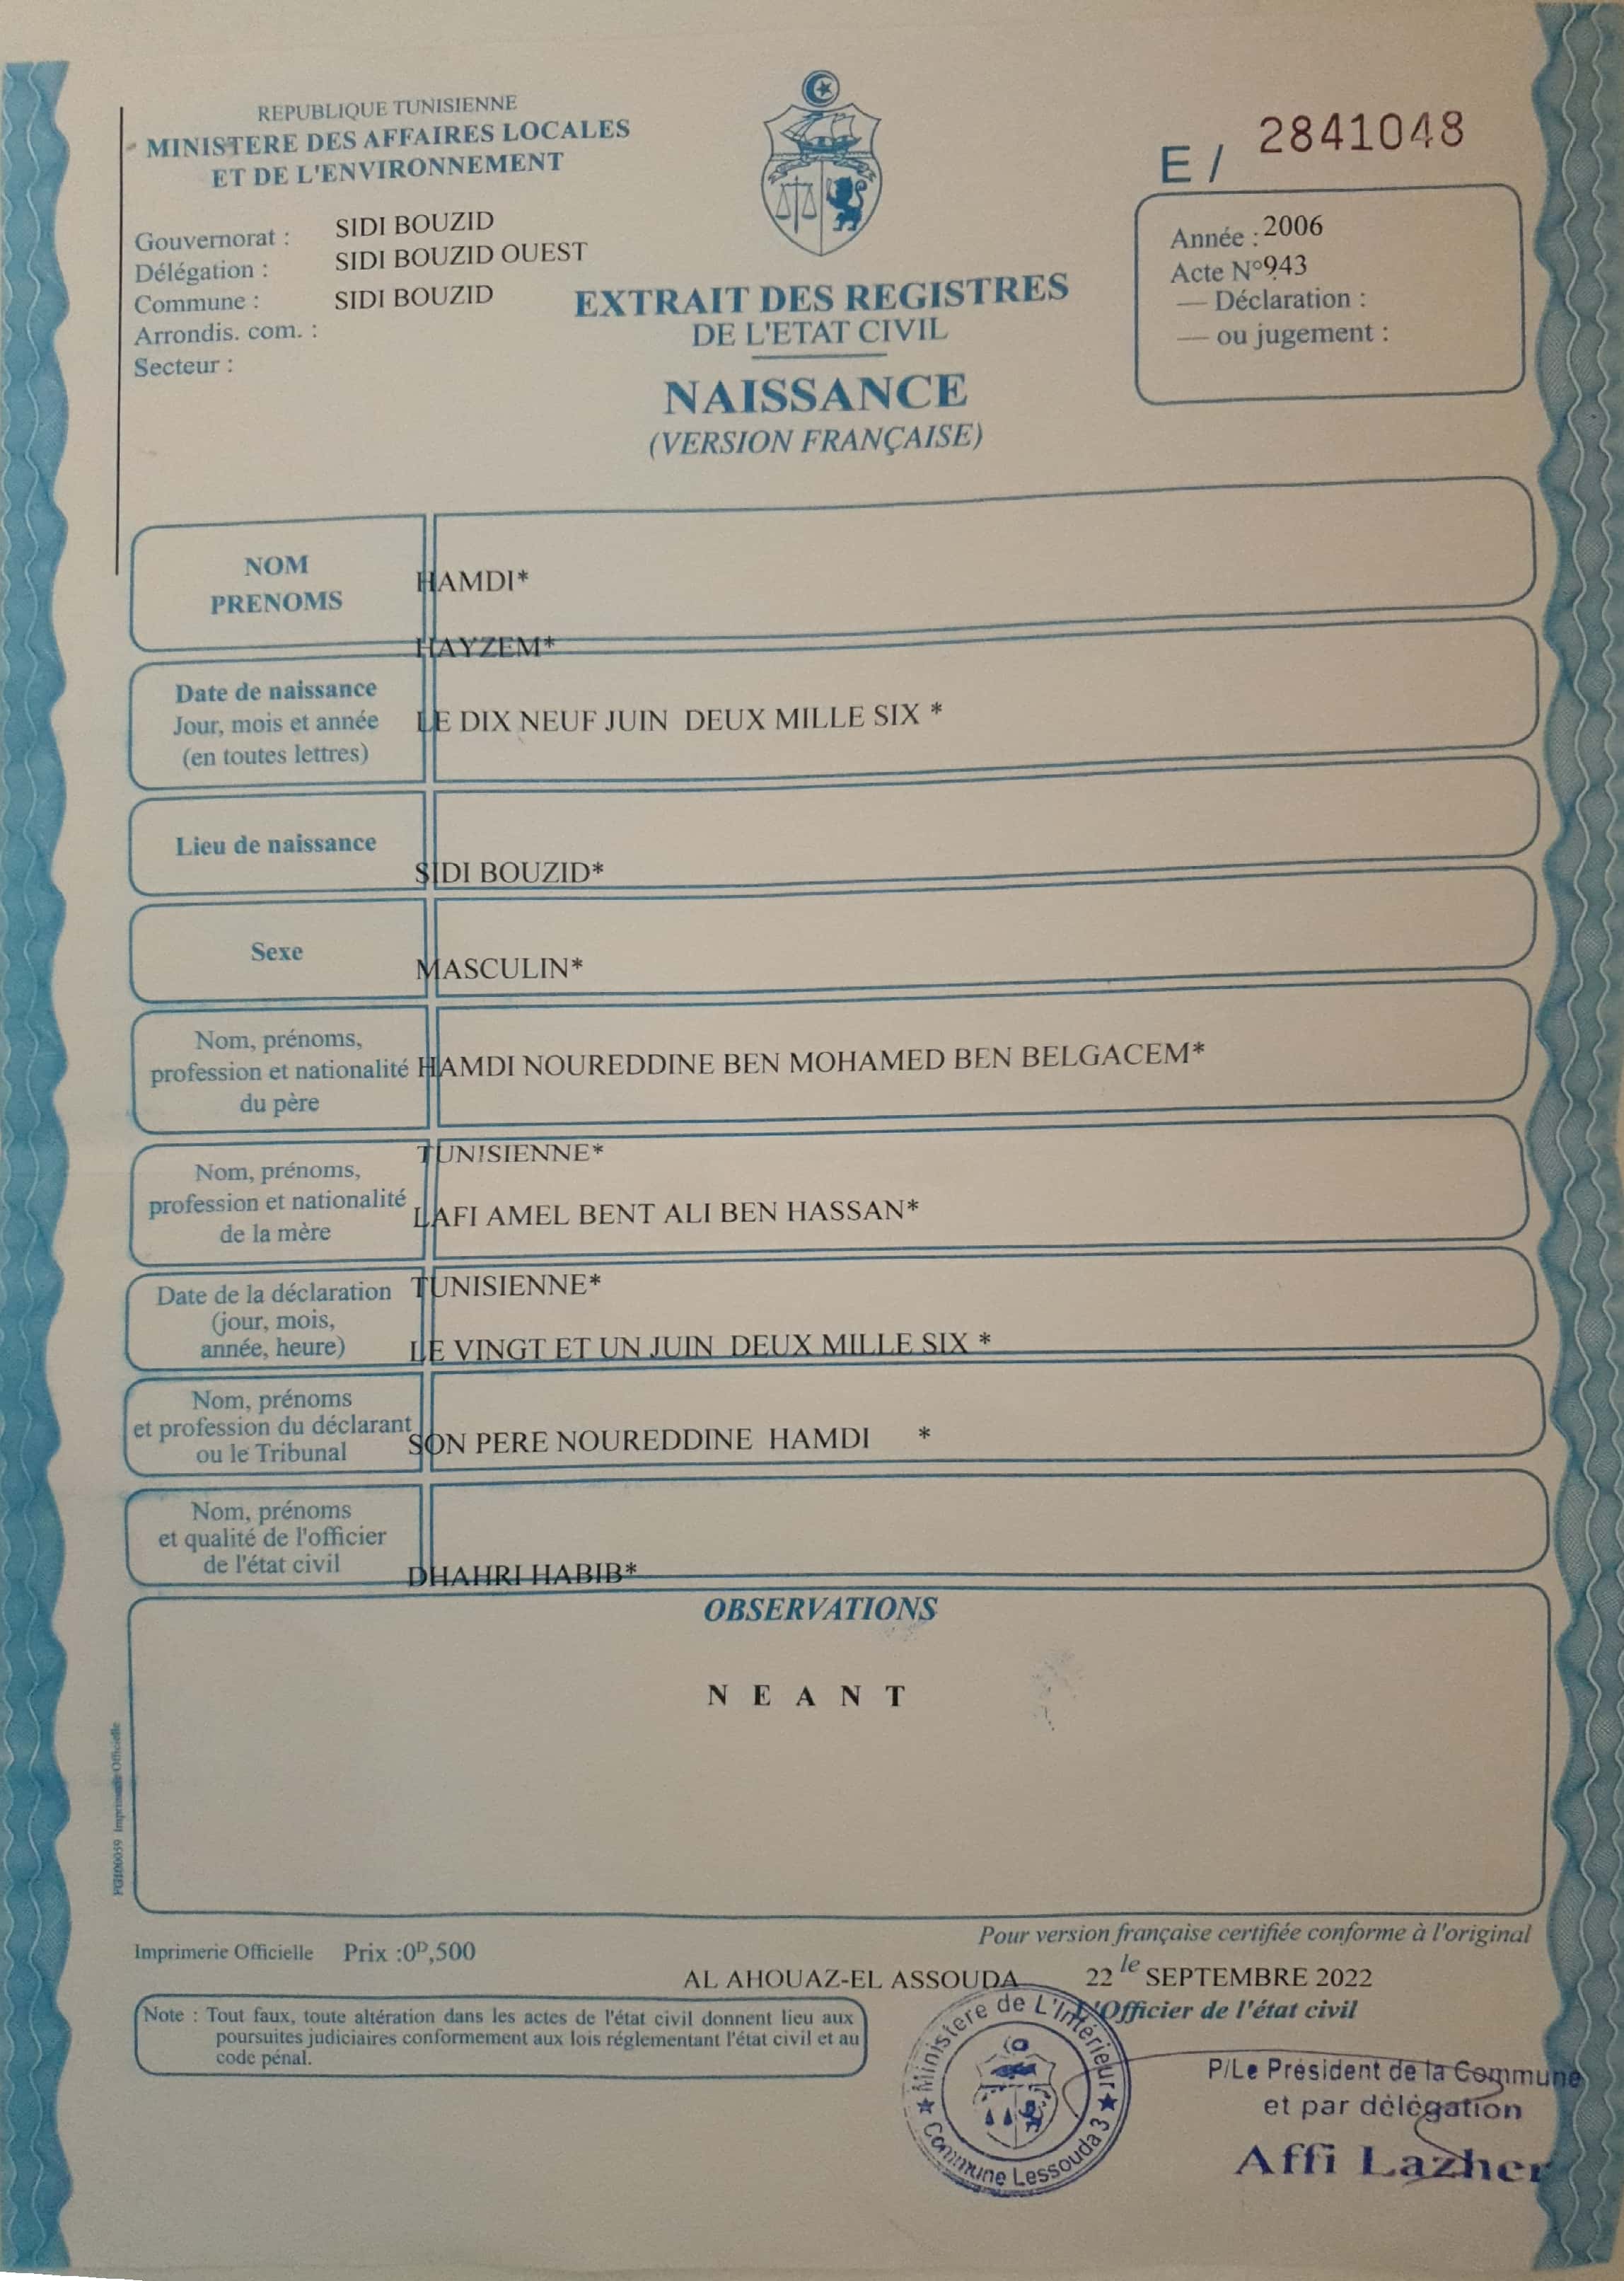 REPUBLIQUE TUNISIENNE
MINISTERE DES AFFAIRES LOCALES
ET DE L'ENVIRONNEMENT
Gouvernorat : SIDI BOUZID
Délégation : SIDI BOUZID OUEST
Commune : SIDI BOUZID
Arrondis. com. :
Secteur :
E / 2841048
Année : 2006
Acte N° 943
— Déclaration :
— ou jugement :
EXTRAIT DES REGISTRES
DE L'ETAT CIVIL
NAISSANCE
(VERSION FRANÇAISE)
NOM
PRENOMS
HAMDI*
HAYZEM*
Date de naissance
Jour, mois et année
(en toutes lettres)
LE DIX NEUF JUIN DEUX MILLE SIX *
Lieu de naissance
SIDI BOUZID*
Sexe
MASCULIN*
Nom, prénoms,
profession et nationalité
du père
HAMDI NOUREDDINE BEN MOHAMED BEN BELGACEM*
TUNISIENNE*
Nom, prénoms,
profession et nationalité
de la mère
LAFI AMEL BENT ALI BEN HASSAN*
TUNISIENNE*
Date de la déclaration
(jour, mois,
année, heure)
LE VINGT ET UN JUIN DEUX MILLE SIX *
Nom, prénoms
et profession du déclarant
ou le Tribunal
SON PERE NOUREDDINE HAMDI *
Nom, prénoms
et qualité de l'officier
de l'état civil
DHAHRI HABIB*
OBSERVATIONS
N E A N T
FGI00059 Imprimerie Officielle
Pour version française certifiée conforme à l'original
Imprimerie Officielle Prix :0D,500
AL AHOUAZ-EL ASSOUDA 22 le SEPTEMBRE 2022
L'Officier de l'état civil
Note : Tout faux, toute altération dans les actes de l'état civil donnent lieu aux
poursuites judiciaires conformement aux lois réglementant l'état civil et au
code pénal.
Ministere de L'Intérieur
Commune Lessouda 3
P/Le Président de la Commune
et par délégation
Affi Lazher